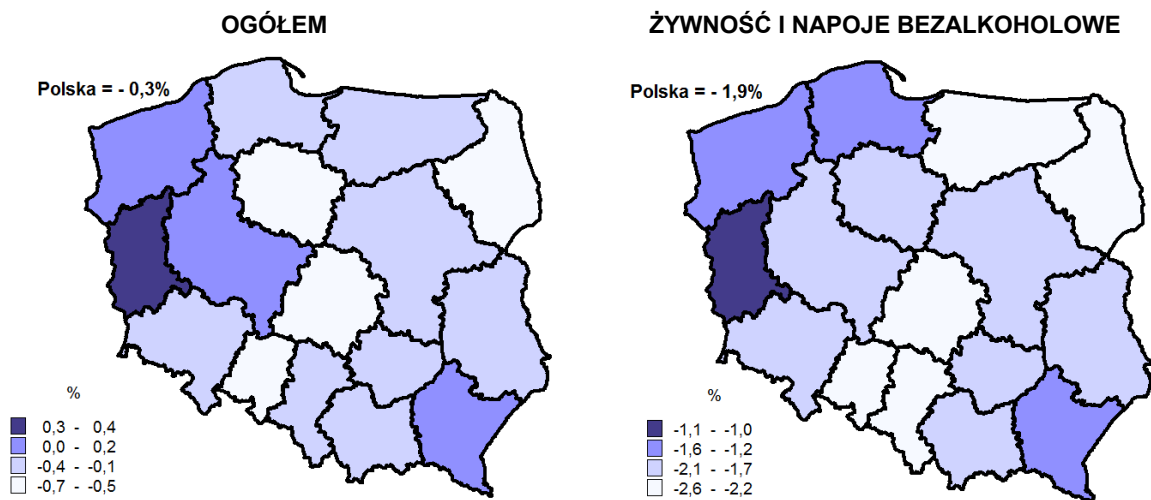 OGÓŁEM
Polska = - 0,3%
%
0,3 - 0,4
0,0 - 0,2
-0,4 - -0,1
-0,7 - -0,5
ŻYWNOŚĆ I NAPOJE BEZALKOHOLOWE
Polska = - 1,9%
%
-1,1 - -1,0
-1,6 - -1,2
-2,1 - -1,7
-2,6 - -2,2